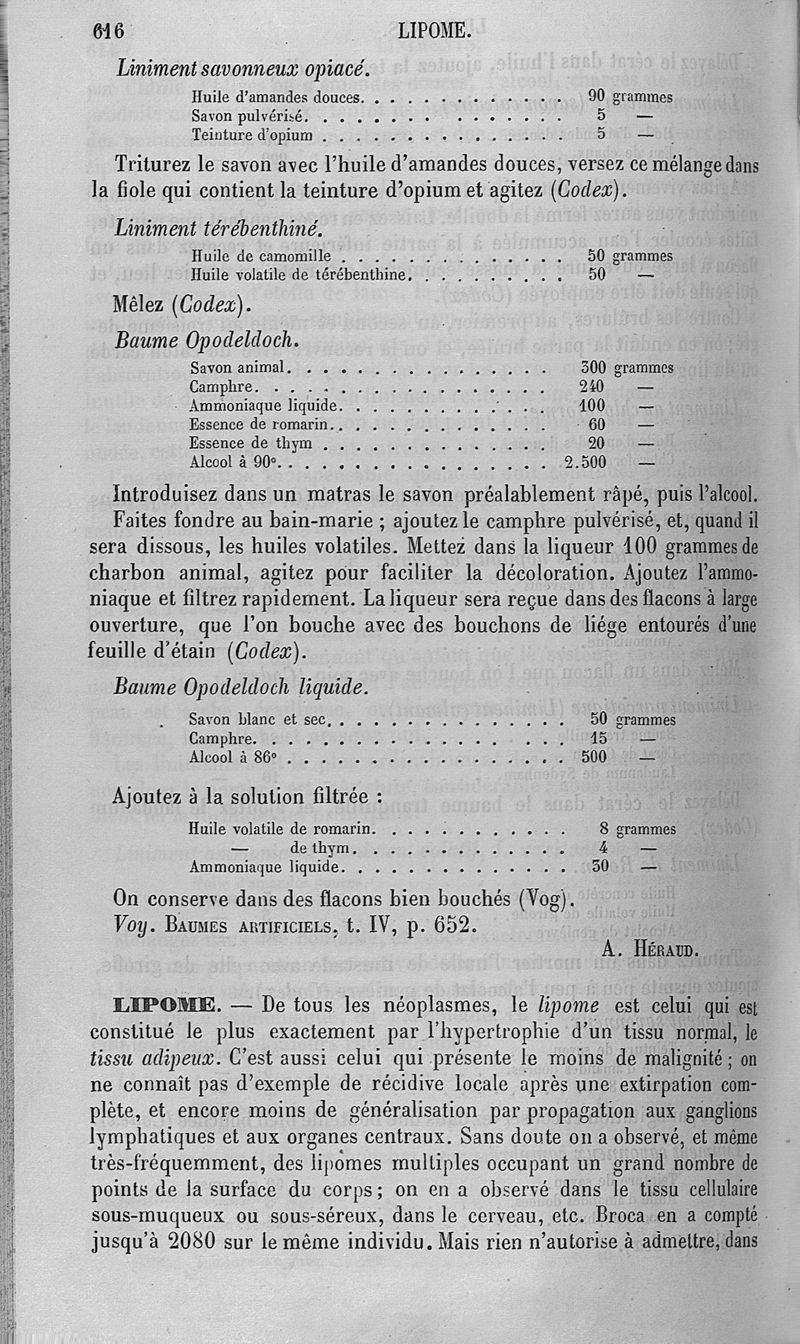 616 LIPOME.
Liniment savonneux opiacé.
Huile d'amandes douces. . . . . . . . . . . . . 90 grammes
Savon pulvérisé. . . . . . . . . . . . . . . 5 —
Teinture d'opium . . . . . . . . . . . . . . 5 —
Triturez le savon avec l'huile d'amandes douces, versez ce mélange dans
la fiole qui contient la teinture d'opium et agitez (Codex).
Liniment térébenthiné.
Huile de camomille . . . . . . . . . . . . . . 50 grammes
Huile volatile de térébenthine. . . . . . . . . . 50 —
Mêlez (Codex).
Baume Opodeldoch.
Savon animal. . . . . . . . . . . . . . . . 300 grammes
Camphre. . . . . . . . . . . . . . . . . 240 —
Ammoniaque liquide. . . . . . . . . . . . . 100 —
Essence de romarin. . . . . . . . . . . . . 60 —
Essence de thym . . . . . . . . . . . . . . 20 —
Alcool à 90°. . . . . . . . . . . . . . . . 2.500 —
Introduisez dans un matras le savon préalablement râpé, puis l'alcool.
Faites fondre au bain-marie ; ajoutez le camphre pulvérisé, et, quand il
sera dissous, les huiles volatiles. Mettez dans la liqueur 100 grammes de
charbon animal, agitez pour faciliter la décoloration. Ajoutez l'ammo-
niaque et filtrez rapidement. La liqueur sera reçue dans des flacons à large
ouverture, que l'on bouche avec des bouchons de liége entourés d'une
feuille d'étain (Codex).
Baume Opodeldoch liquide.
Savon blanc et sec. . . . . . . . . . . . . . . 50 grammes
Camphre. . . . . . . . . . . . . . . . . . 15 —
Alcool à 86° . . . . . . . . . . . . . . . . . 500 —
Ajoutez à la solution filtrée :
Huile volatile de romarin. . . . . . . . . . . . 8 grammes
— de thym. . . . . . . . . . . . . 4 —
Ammoniaque liquide. . . . . . . . . . . . . . 30 —
On conserve dans des flacons bien bouchés (Vog).
Voy. BAUMES ARTIFICIELS, t. IV, p. 652.
A. HÉRAUD.
LIPOME. — De tous les néoplasmes, le lipome est celui qui est
constitué le plus exactement par l'hypertrophie d'un tissu normal, le
tissu adipeux. C'est aussi celui qui présente le moins de malignité ; on
ne connaît pas d'exemple de récidive locale après une extirpation com-
plète, et encore moins de généralisation par propagation aux ganglions
lymphatiques et aux organes centraux. Sans doute on a observé, et même
très-fréquemment, des lipômes multiples occupant un grand nombre de
points de la surface du corps ; on en a observé dans le tissu cellulaire
sous-muqueux ou sous-séreux, dans le cerveau, etc. Broca en a compté
jusqu'à 2080 sur le même individu. Mais rien n'autorise à admettre, dans